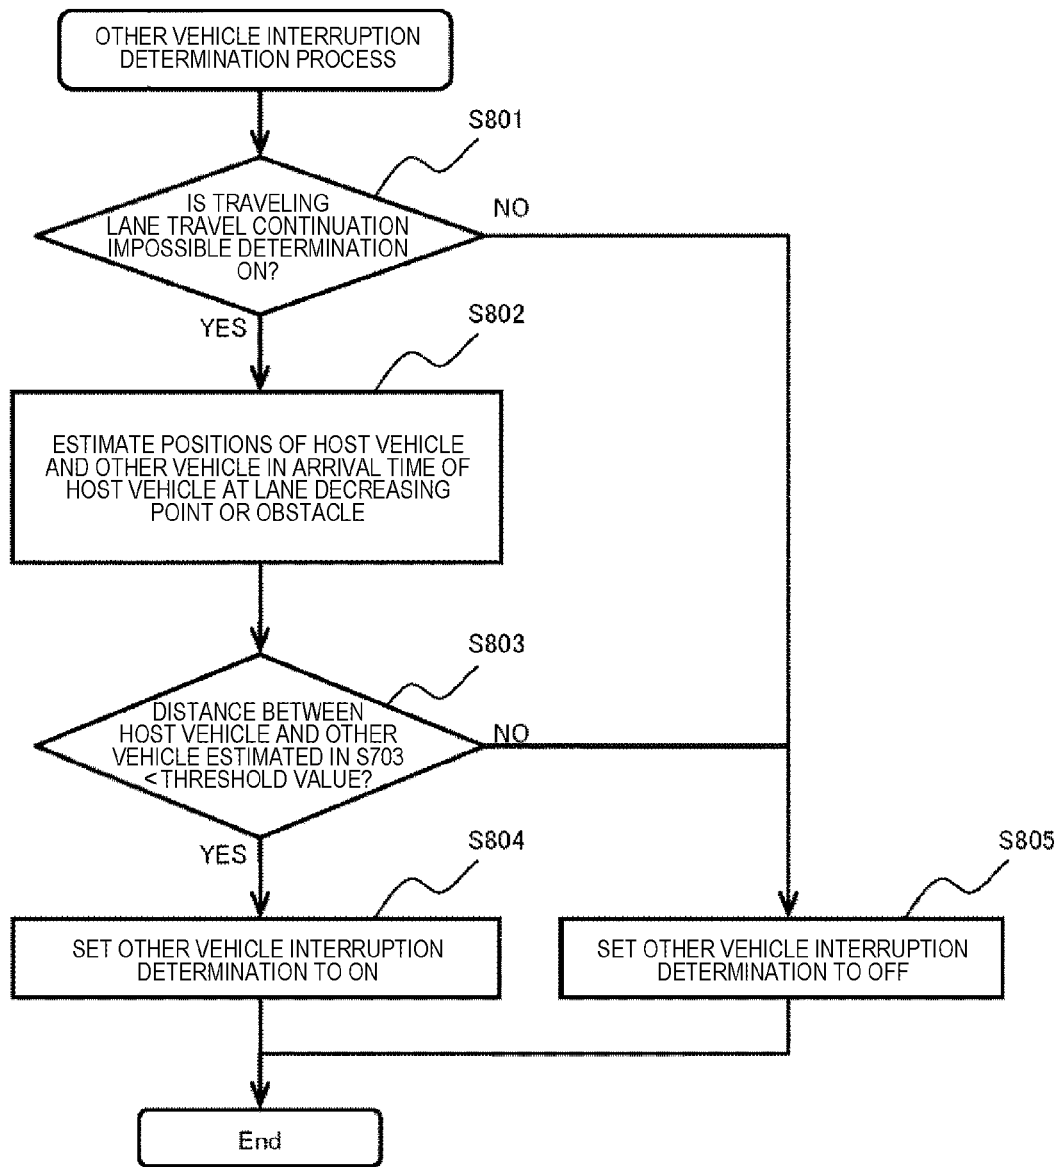 OTHER VEHICLE INTERRUPTION
DETERMINATION PROCESS
S801
IS TRAVELING
LANE TRAVEL CONTINUATION
IMPOSSIBLE DETERMINATION
ON?
NO
YES
S802
ESTIMATE POSITIONS OF HOST VEHICLE
AND OTHER VEHICLE IN ARRIVAL TIME OF
HOST VEHICLE AT LANE DECREASING
POINT OR OBSTACLE
S803
DISTANCE BETWEEN
HOST VEHICLE AND OTHER
VEHICLE ESTIMATED IN S703
< THRESHOLD VALUE?
NO
YES
S804
SET OTHER VEHICLE INTERRUPTION
DETERMINATION TO ON
S805
SET OTHER VEHICLE INTERRUPTION
DETERMINATION TO OFF
End